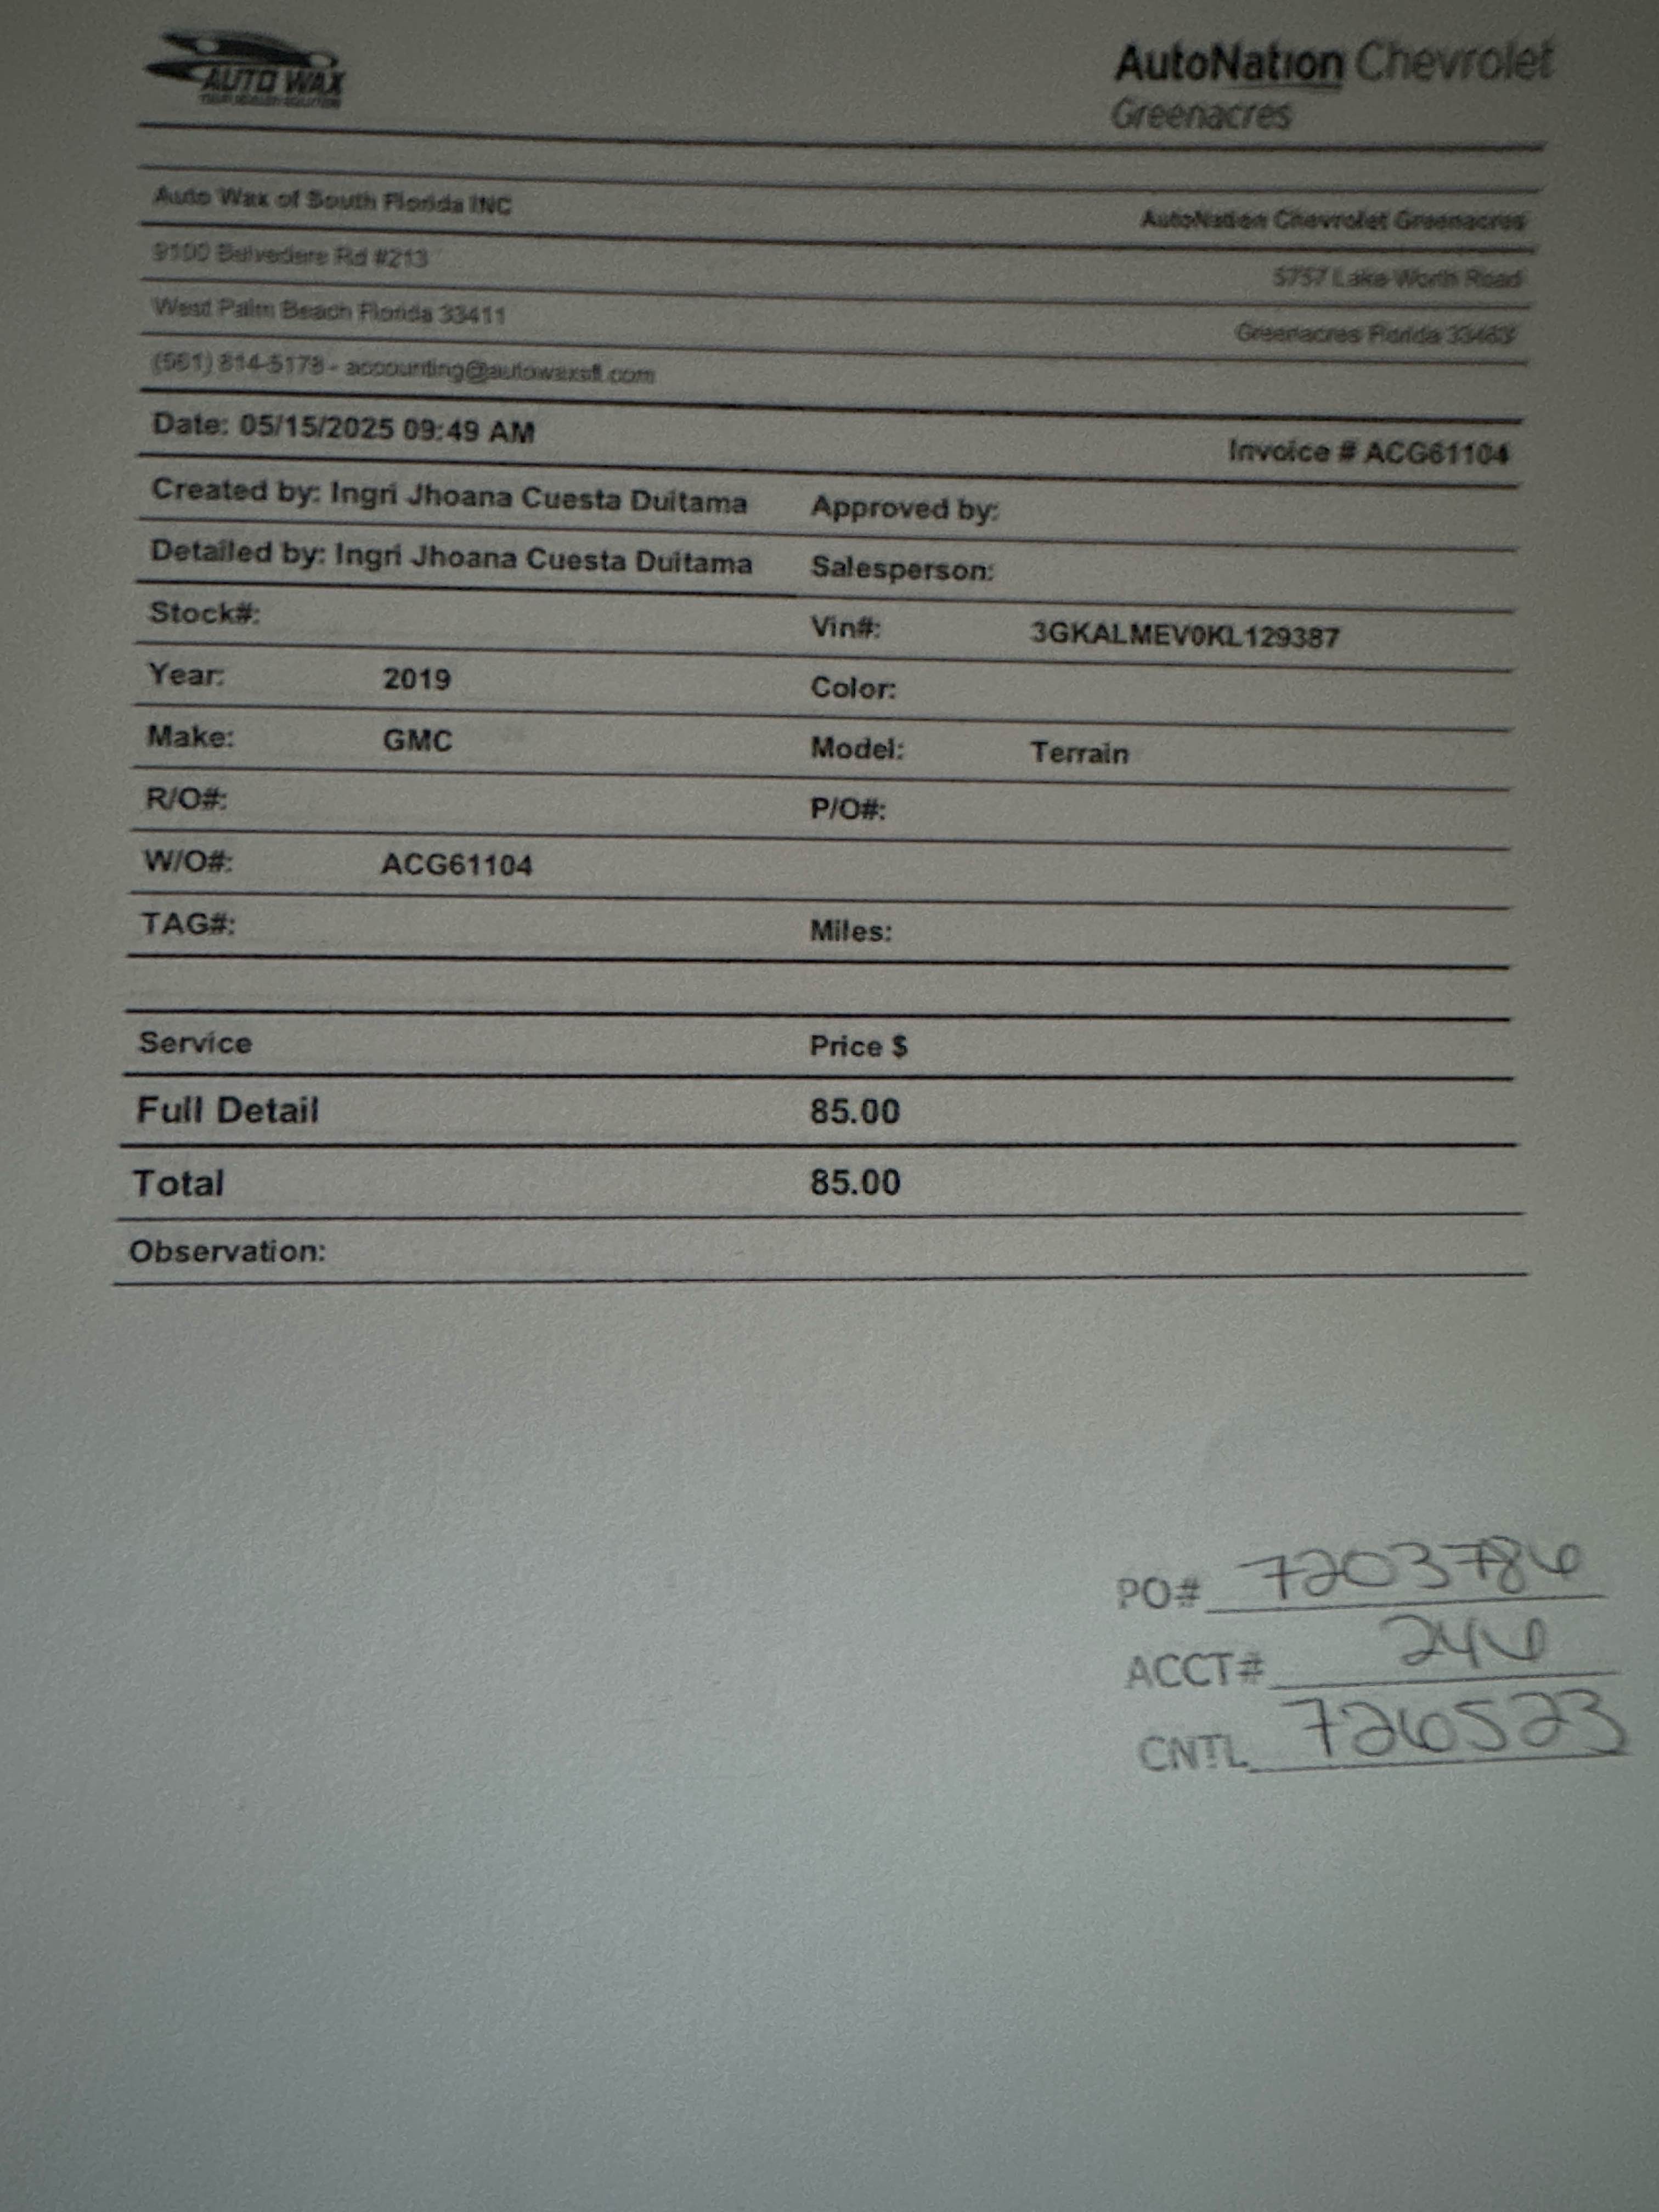 AUTO WAX
AutoNation Chevrolet
Greenacres
Auto Wax of South Florida INC
AutoNation Chevrolet Greenacres
9100 Belvedere Rd #213
5757 Lake Worth Road
West Palm Beach Florida 33411
Greenacres Florida 33463
(561) 814-5178 - accounting@autowaxsfl.com
Date: 05/15/2025 09:49 AM
Invoice # ACG61104
Created by: Ingri Jhoana Cuesta Duitama Approved by:
Detailed by: Ingri Jhoana Cuesta Duitama Salesperson:
Stock#: Vin#: 3GKALMEV0KL129387
Year: 2019 Color:
Make: GMC Model: Terrain
R/O#: P/O#:
W/O#: ACG61104
TAG#: Miles:
Service Price $
Full Detail 85.00
Total 85.00
Observation:
PO# 7203786
ACCT# 246
CNTL 726523